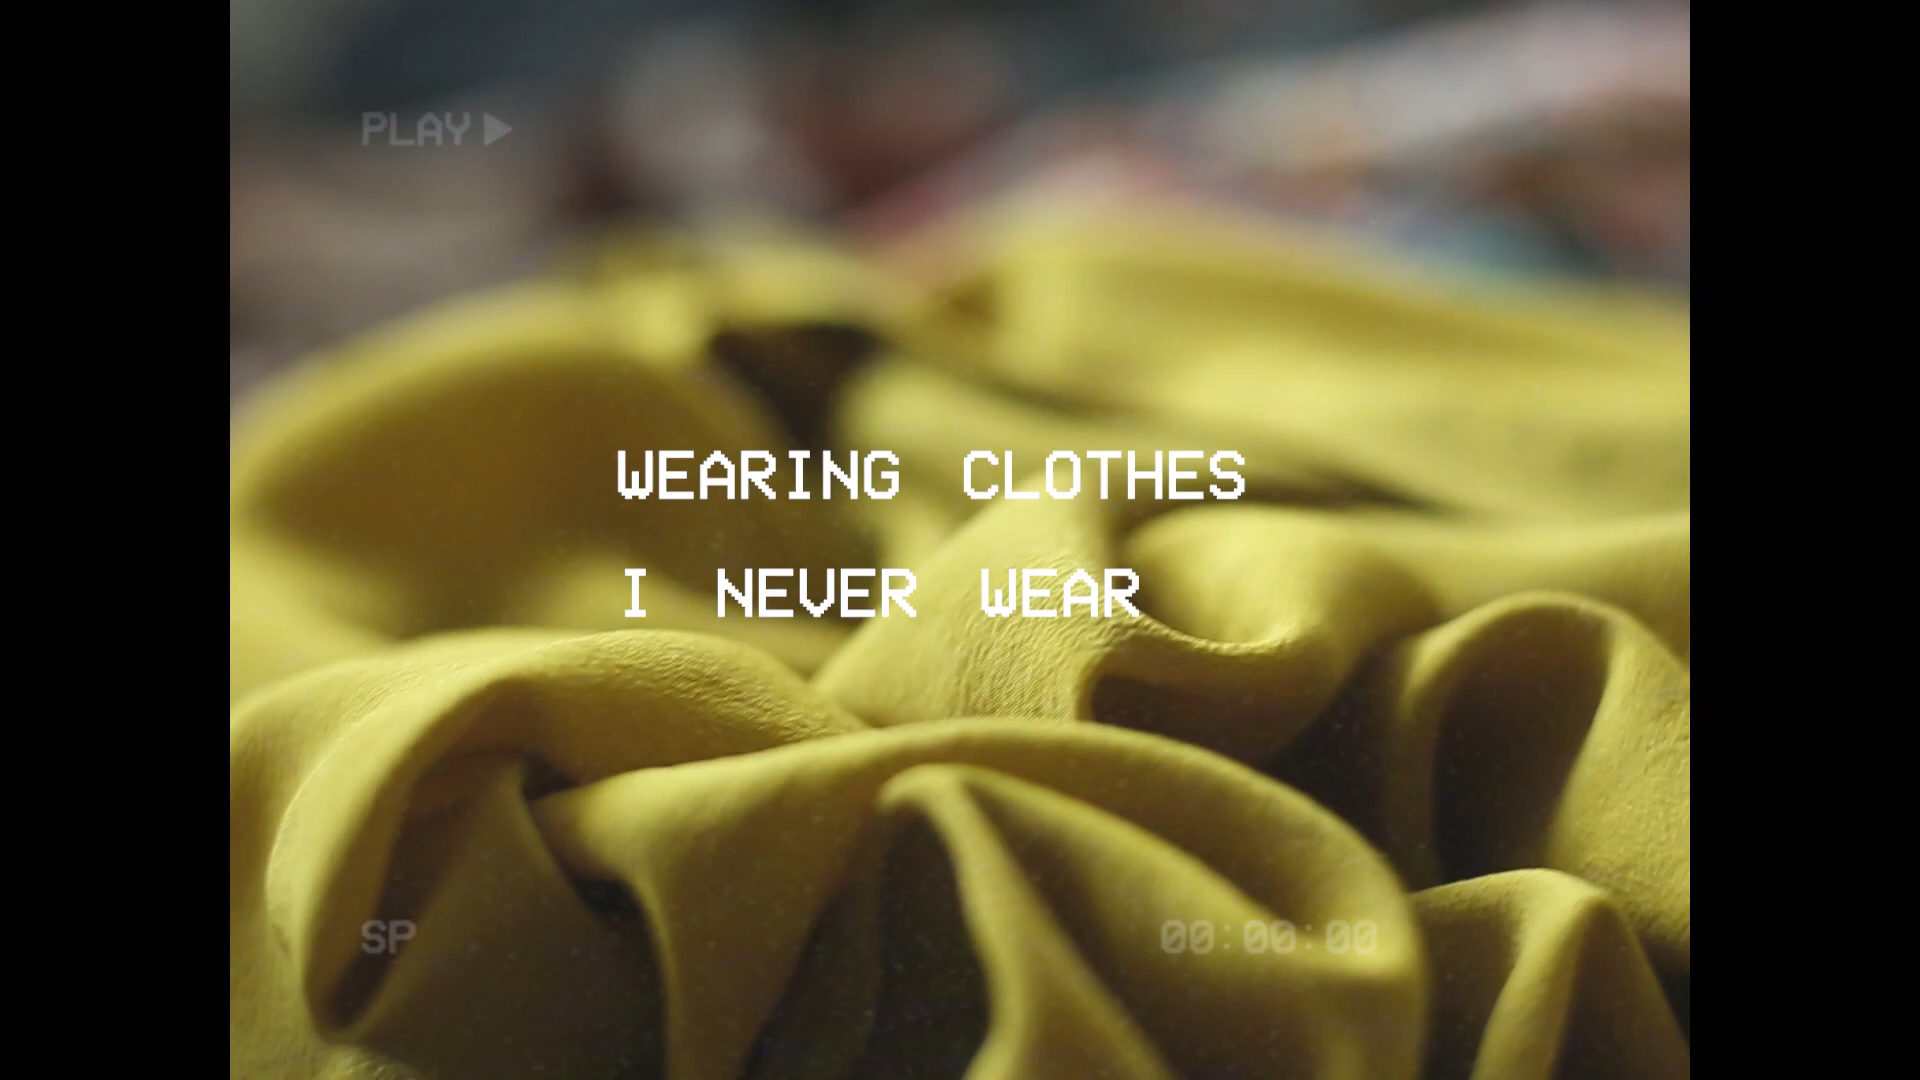 PLAY ▶
WEARING CLOTHES
I NEVER WEAR
SP
00:00:00